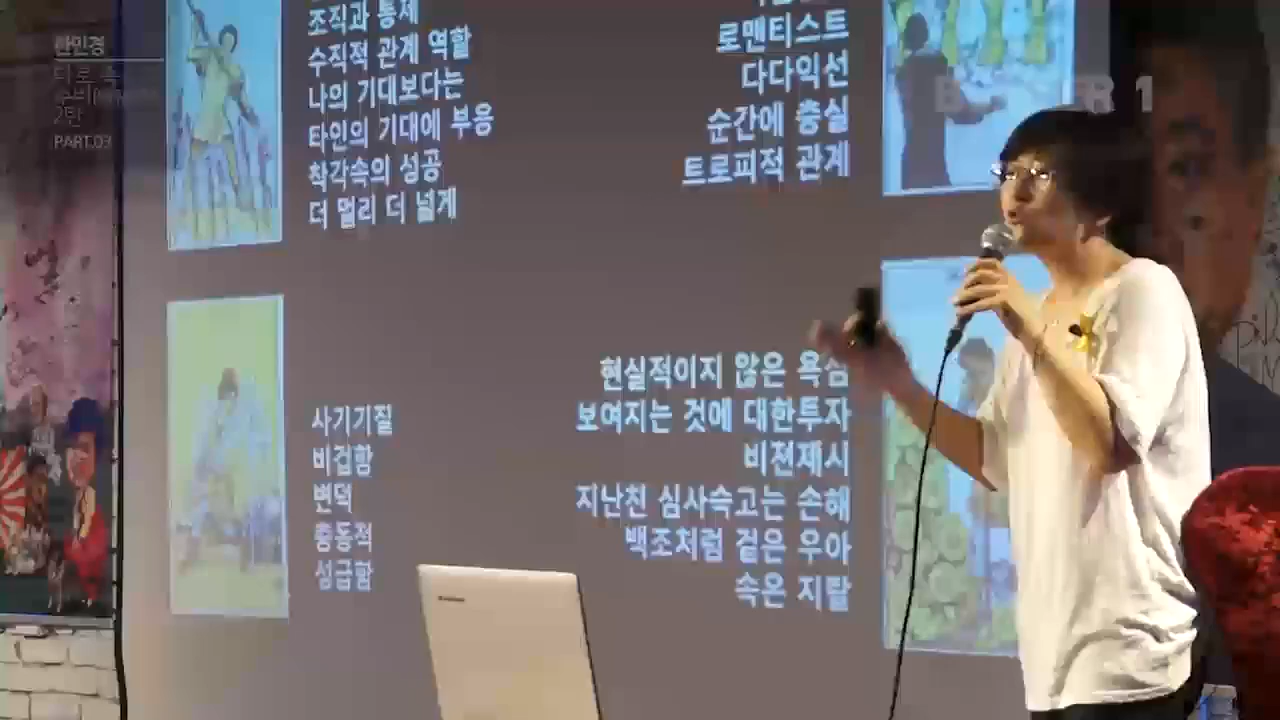 한민경
타로 속
2탄
PART.03
조직과 통제
수직적 관계 역할
나의 기대보다는
타인의 기대에 부응
착각속의 성공
더 멀리 더 넓게
로맨티스트
다다익선
순간에 충실
트로피적 관계
사기기질
비겁함
변덕
충동적
성급함
현실적이지 않은 욕심
보여지는 것에 대한투자
비젼제시
지난친 심사숙고는 손해
백조처럼 겉은 우아
속은 지랄